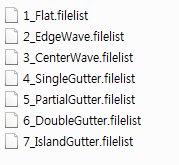 1_Flat.filelist
2_EdgeWave.filelist
3_CenterWave.filelist
4_SingleGutter.filelist
5_PartialGutter.filelist
6_DoubleGutter.filelist
7_IslandGutter.filelist